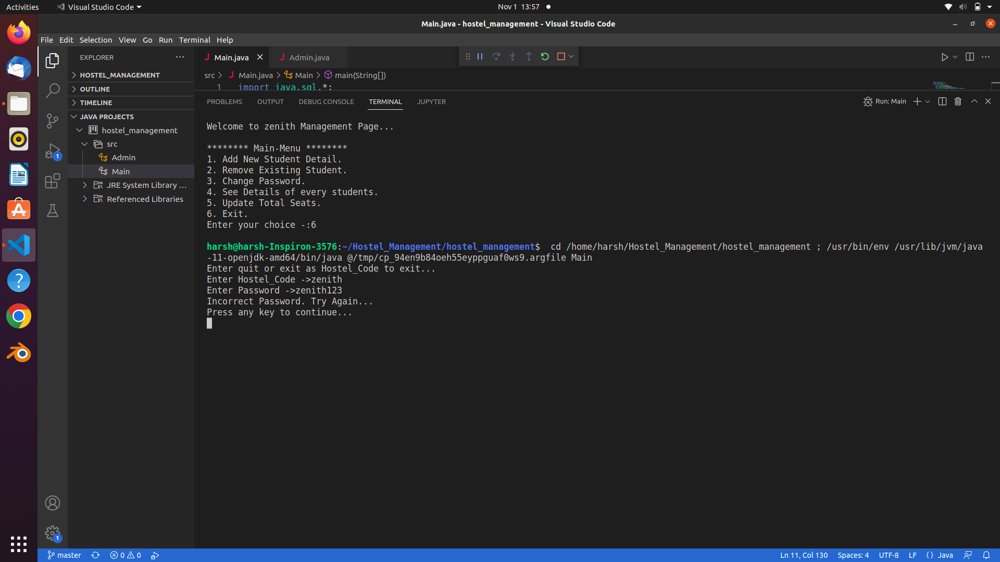 Activities
Visual Studio Code
Nov 1 13:57
Main.java - hostel_management - Visual Studio Code
File Edit Selection View Go Run Terminal Help
EXPLORER
HOSTEL_MANAGEMENT
OUTLINE
TIMELINE
JAVA PROJECTS
hostel_management
src
Admin
Main
JRE System Library ...
Referenced Libraries
1
1
J Main.java
J Admin.java
src > J Main.java > Main > main(String[])
1 import java.sql.*;
PROBLEMS OUTPUT DEBUG CONSOLE TERMINAL JUPYTER
Run: Main
Welcome to zenith Management Page...
******** Main-Menu ********
1. Add New Student Detail.
2. Remove Existing Student.
3. Change Password.
4. See Details of every students.
5. Update Total Seats.
6. Exit.
Enter your choice -:6
harsh@harsh-Inspiron-3576:~/Hostel_Management/hostel_management$  cd /home/harsh/Hostel_Management/hostel_management ; /usr/bin/env /usr/lib/jvm/java
-11-openjdk-amd64/bin/java @/tmp/cp_94en9b84oeh55eyppguaf0ws9.argfile Main
Enter quit or exit as Hostel_Code to exit...
Enter Hostel_Code ->zenith
Enter Password ->zenith123
Incorrect Password. Try Again...
Press any key to continue...
master
0 0
Ln 11, Col 130
Spaces: 4
UTF-8
LF
{ } Java